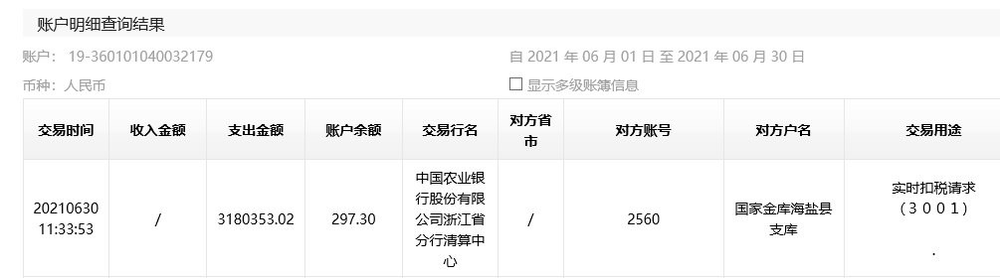 账户明细查询结果
账户： 19-360101040032179
自 2021 年 06 月 01 日 至 2021 年 06 月 30 日
币种：人民币
显示多级账簿信息
交易时间
收入金额
支出金额
账户余额
交易行名
对方省
市
对方账号
对方户名
交易用途
20210630
11:33:53
/
3180353.02
297.30
中国农业银
行股份有限
公司浙江省
分行清算中
心
/
2560
国家金库海盐县
支库
实时扣税请求
（３００１）
.